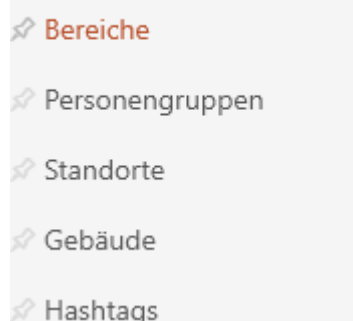 Bereiche
Personengruppen
Standorte
Gebäude
Hashtags